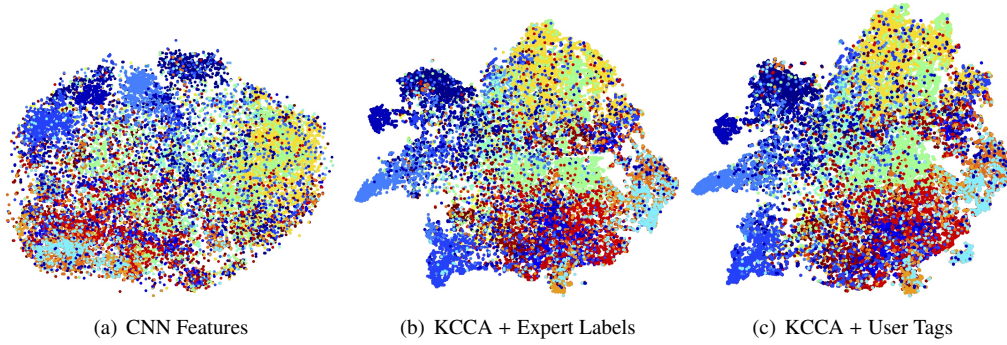 (a) CNN Features
(b) KCCA + Expert Labels
(c) KCCA + User Tags